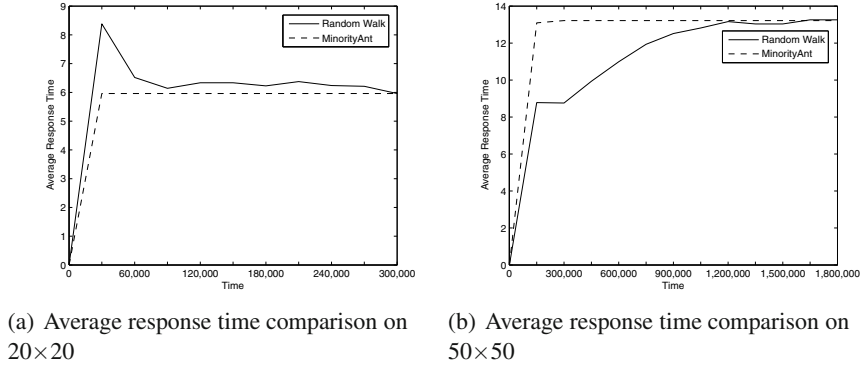 9
8
7
6
5
4
3
2
1
0
Average Response Time
0 60,000 120,000 180,000 240,000 300,000
Time
Random Walk
MinorityAnt
14
12
10
8
6
4
2
0
Average Response Time
0 300,000 600,000 900,000 1,200,000 1,500,000 1,800,000
Time
Random Walk
MinorityAnt
(a) Average response time comparison on
20×20
(b) Average response time comparison on
50×50